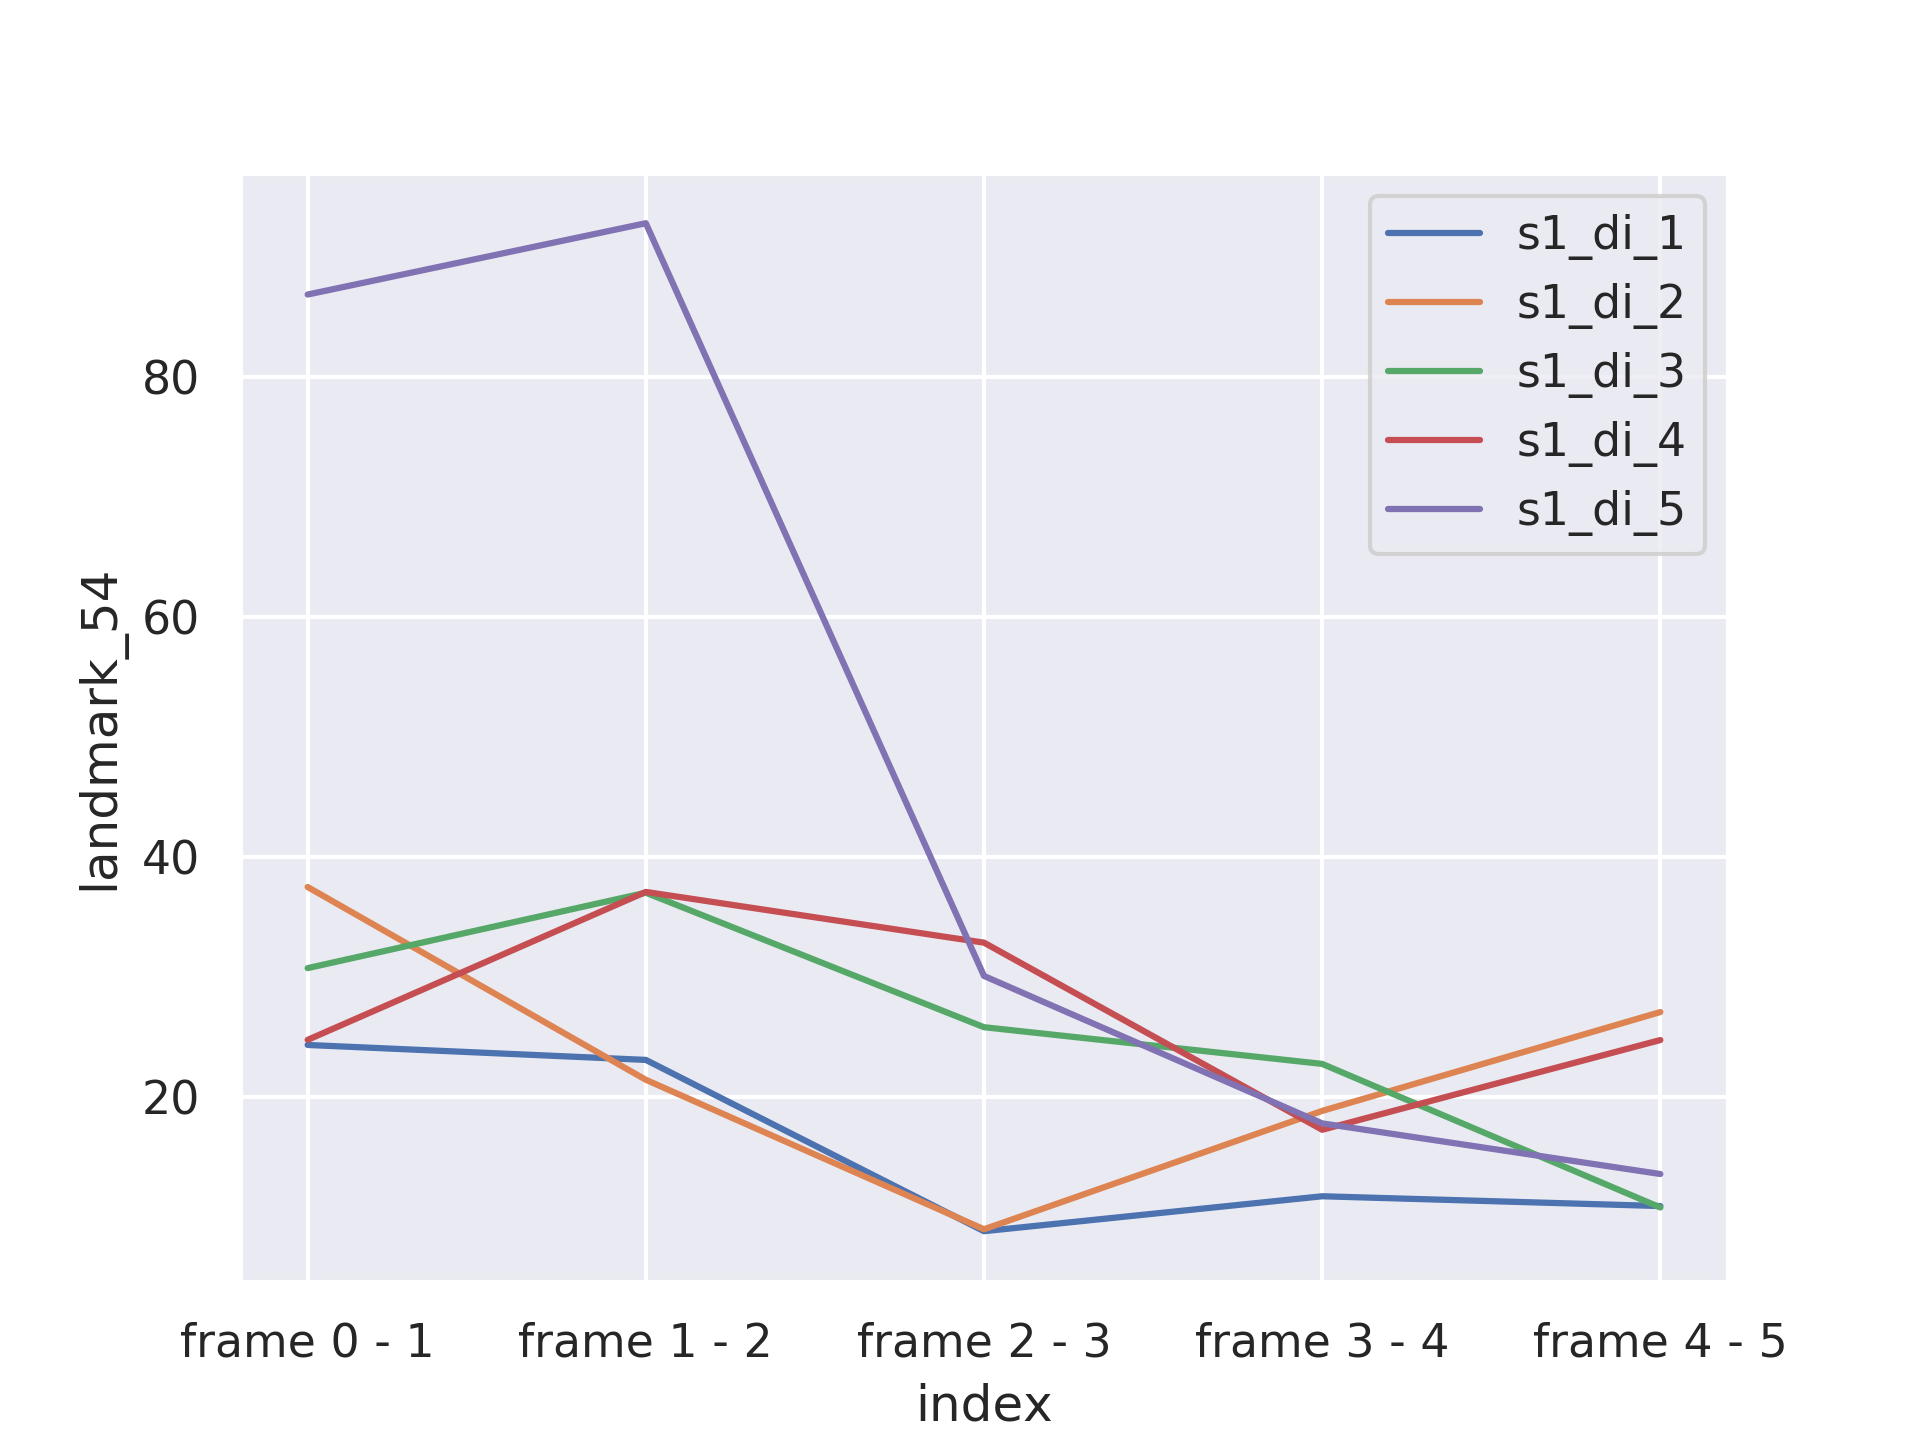 s1_di_1
s1_di_2
s1_di_3
s1_di_4
s1_di_5
80
60
40
20
landmark_54
frame 0 - 1 frame 1 - 2 frame 2 - 3 frame 3 - 4 frame 4 - 5
index